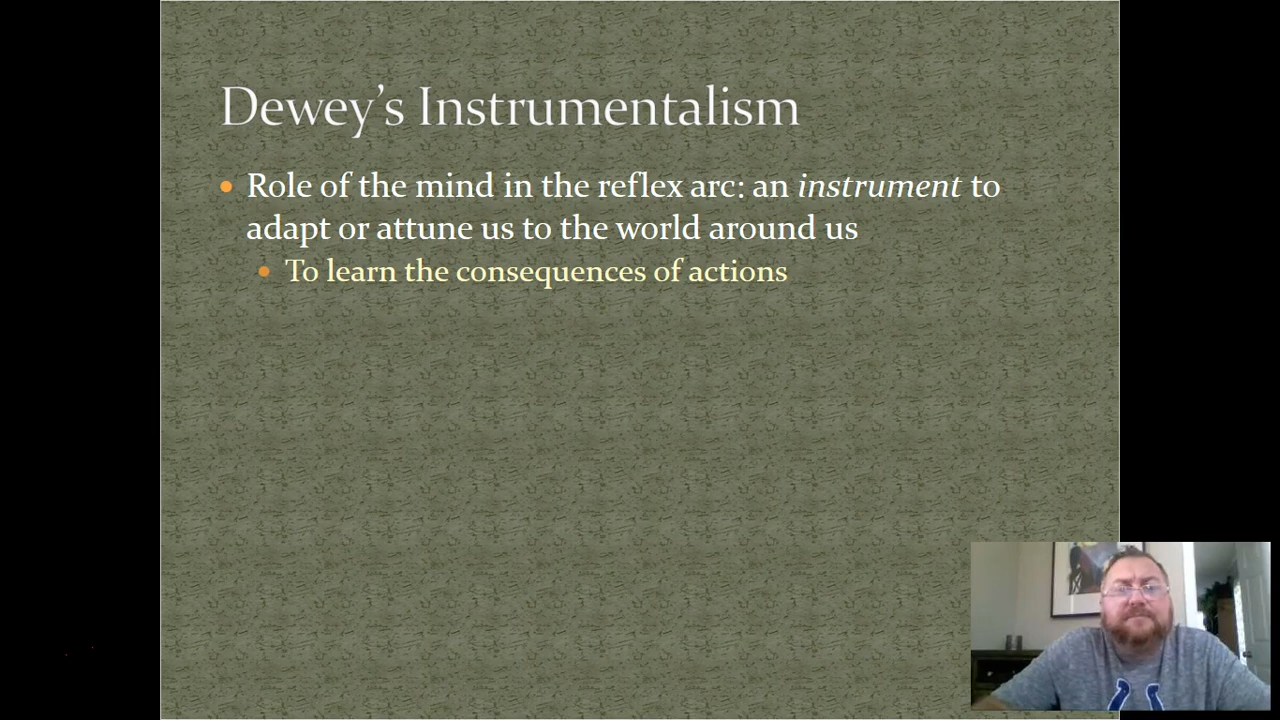 Dewey’s Instrumentalism
Role of the mind in the reflex arc: an instrument to
adapt or attune us to the world around us
To learn the consequences of actions